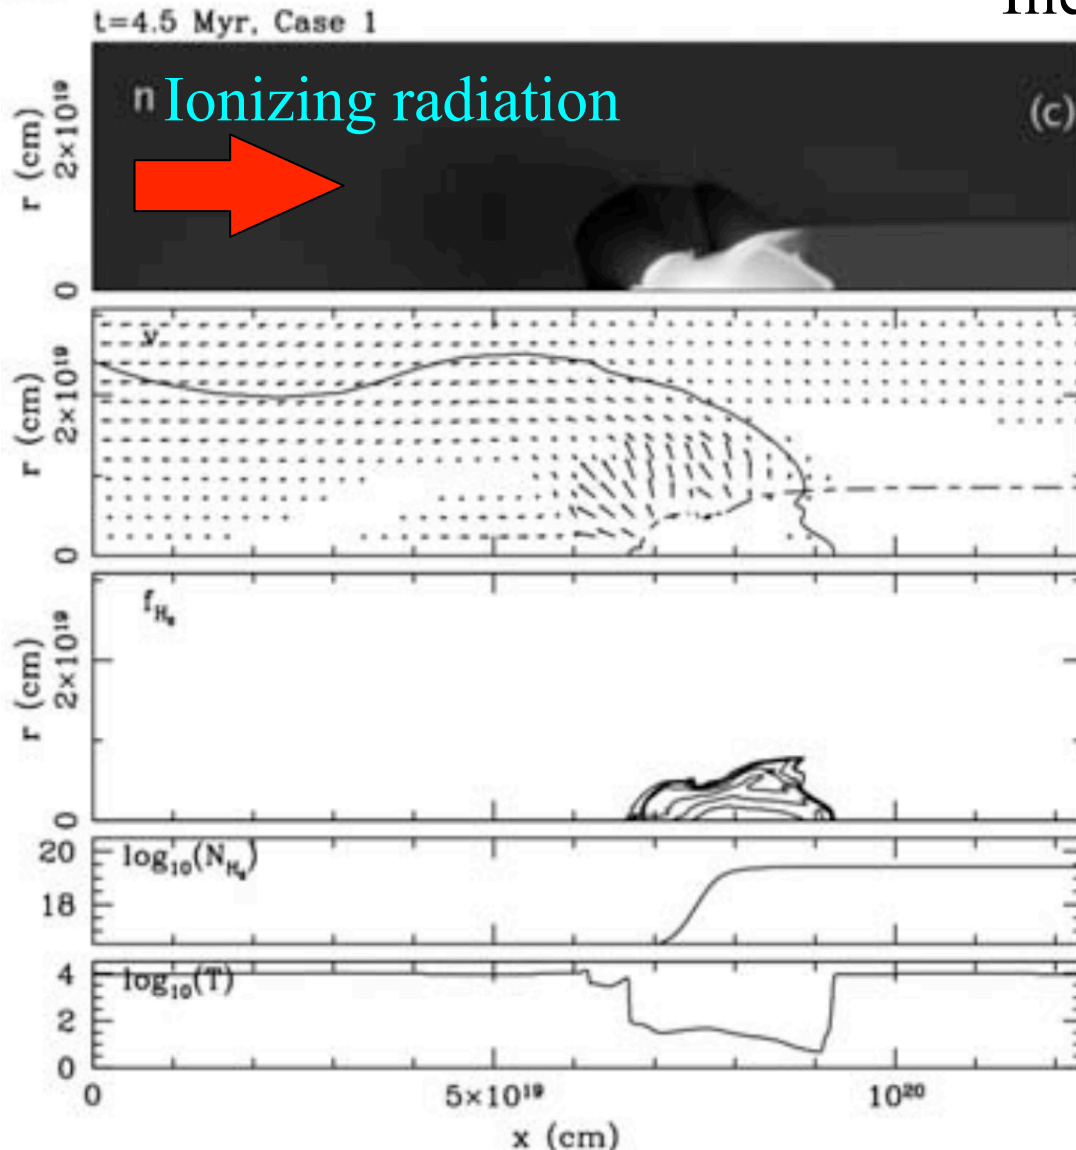 Inc
t=4.5 Myr, Case 1
n Ionizing radiation
(c)
r (cm)
2×10¹⁹
0
v
r (cm)
2×10¹⁹
0
f_H₂
r (cm)
2×10¹⁹
0
log₁₀(N_H₂)
20
18
log₁₀(T)
4
2
0
0
5×10¹⁹
10²⁰
x (cm)